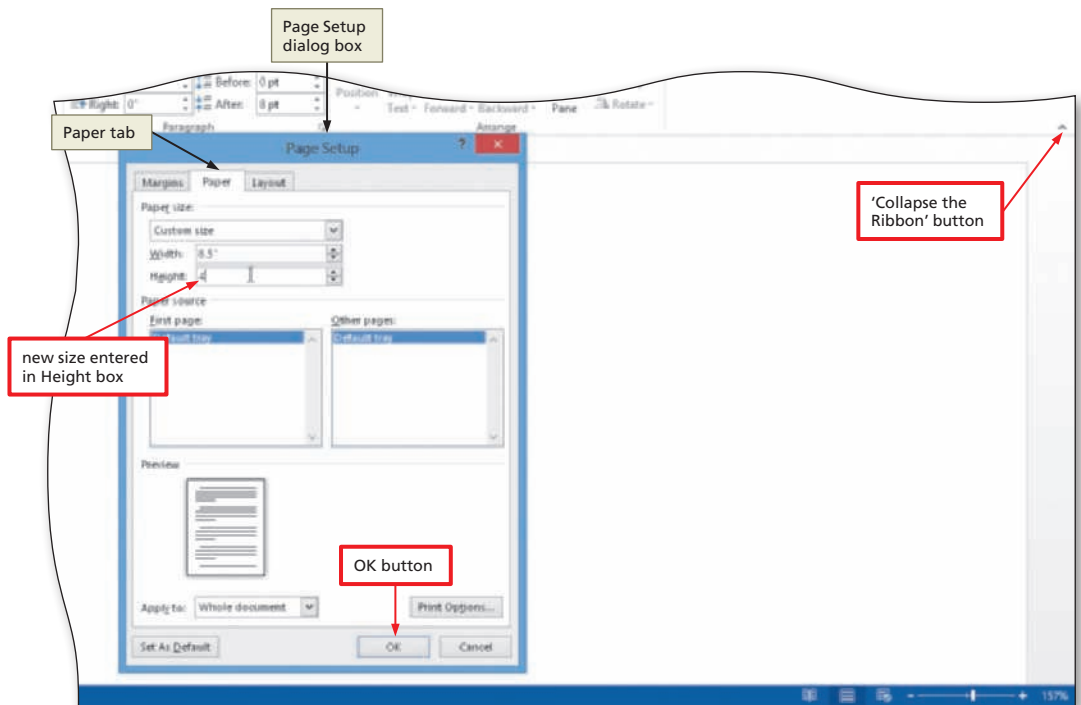 Page Setup
dialog box
Before: 0 pt
Position
Right: 0" After: 8 pt
Text Forward Backward Pane Rotate
Paragraph Arrange
Paper tab
Page Setup ?
Margins Paper Layout
'Collapse the
Ribbon' button
Paper size:
Custom size
Width: 8.5"
Height: 4
Paper source
First page: Other pages:
Default tray Default tray
new size entered
in Height box
Preview
OK button
Apply to: Whole document Print Options...
Set As Default OK Cancel
157%